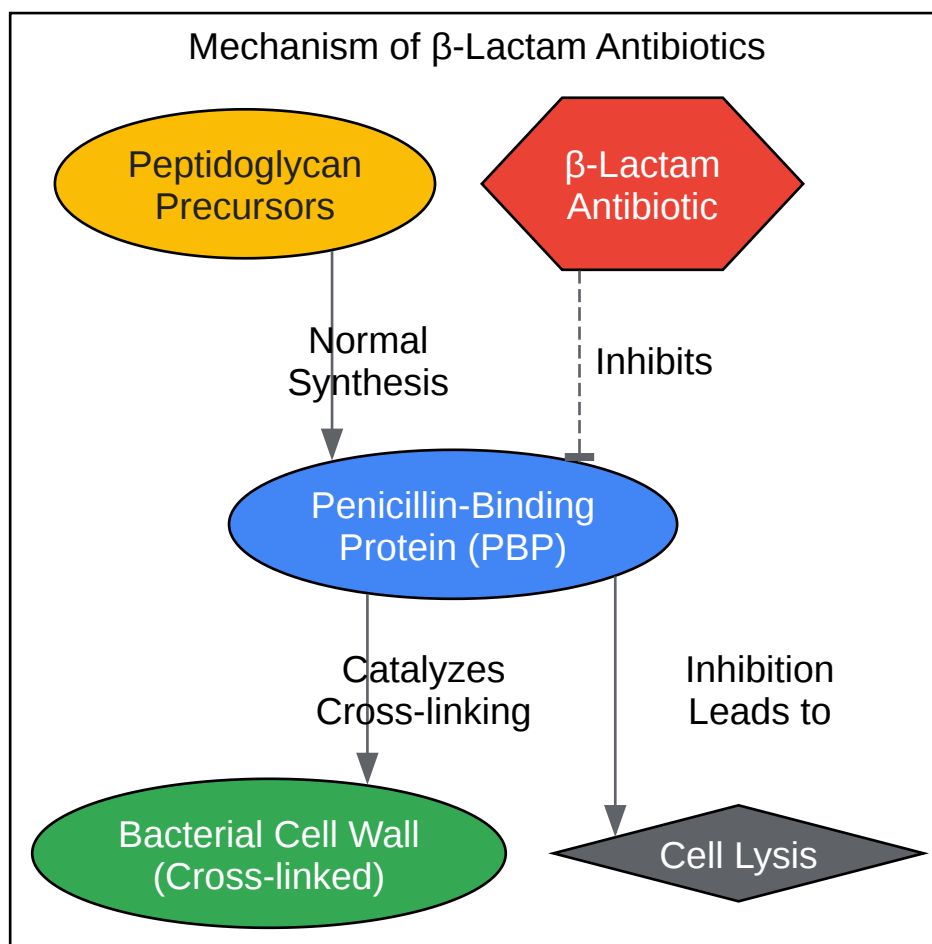 Mechanism of β-Lactam Antibiotics
Peptidoglycan
Precursors
β-Lactam
Antibiotic
Normal
Synthesis
Inhibits
Penicillin-Binding
Protein (PBP)
Catalyzes
Cross-linking
Inhibition
Leads to
Bacterial Cell Wall
(Cross-linked)
Cell Lysis